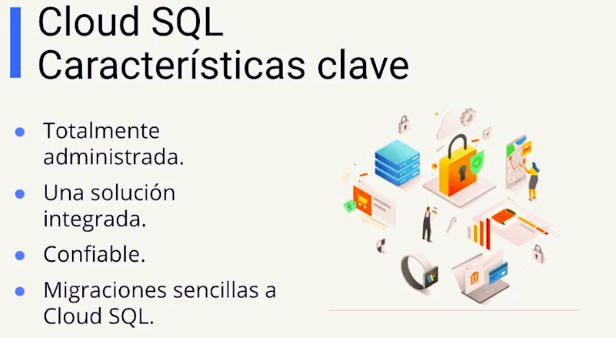 Cloud SQL
Características clave
Totalmente
administrada.
Una solución
integrada.
Confiable.
Migraciones sencillas a
Cloud SQL.